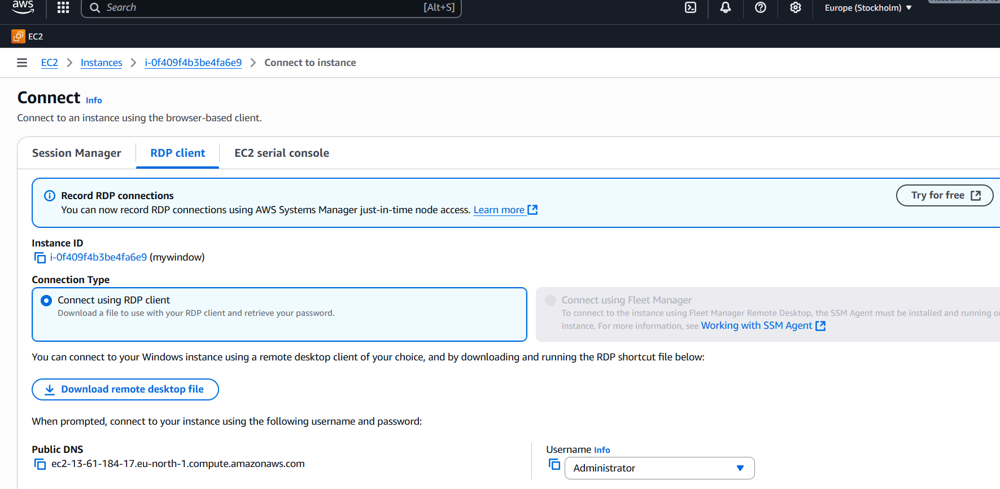 aws
Search [Alt+S]
Europe (Stockholm)
EC2
EC2 Instances i-0f409f4b3be4fa6e9 Connect to instance
Connect Info
Connect to an instance using the browser-based client.
Session Manager RDP client EC2 serial console
Record RDP connections
You can now record RDP connections using AWS Systems Manager just-in-time node access. Learn more
Try for free
Instance ID
i-0f409f4b3be4fa6e9 (mywindow)
Connection Type
Connect using RDP client
Download a file to use with your RDP client and retrieve your password.
Connect using Fleet Manager
To connect to the instance using Fleet Manager Remote Desktop, the SSM Agent must be installed and running
instance. For more information, see Working with SSM Agent
You can connect to your Windows instance using a remote desktop client of your choice, and by downloading and running the RDP shortcut file below:
Download remote desktop file
When prompted, connect to your instance using the following username and password:
Public DNS
ec2-13-61-184-17.eu-north-1.compute.amazonaws.com
Username Info
Administrator